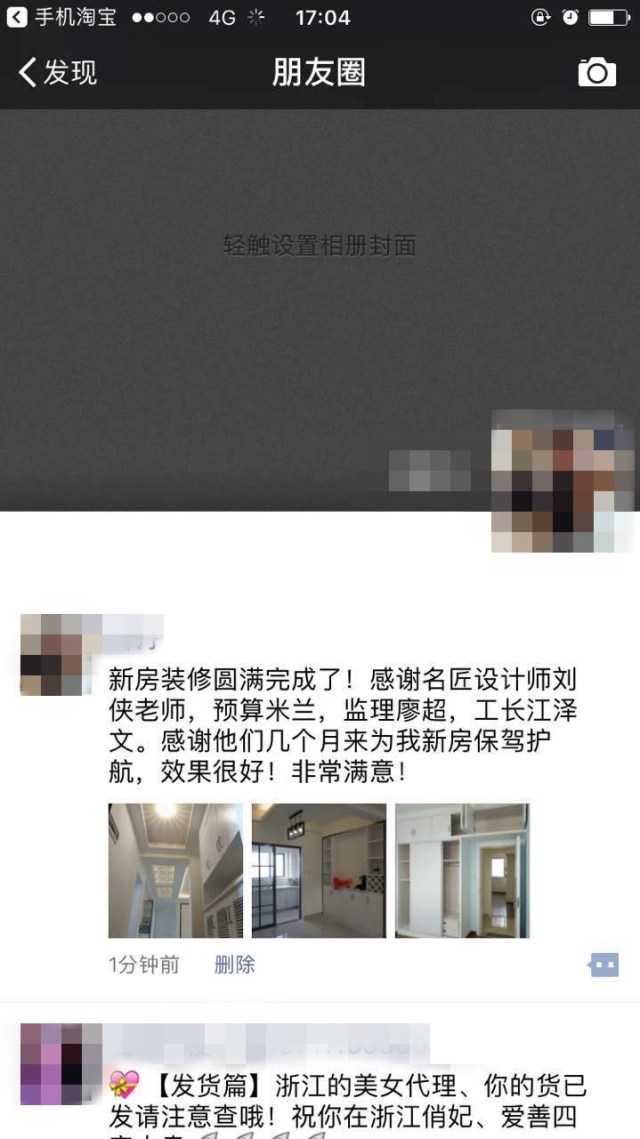 手机淘宝 4G 17:04
发现 朋友圈
轻触设置相册封面
新房装修圆满完成了！感谢名匠设计师刘
侠老师，预算米兰，监理廖超，工长江泽
文。感谢他们几个月来为我新房保驾护
航，效果很好！非常满意！
1分钟前 删除
【发货篇】浙江的美女代理、你的货已
发请注意查哦！祝你在浙江俏妃、爱善四